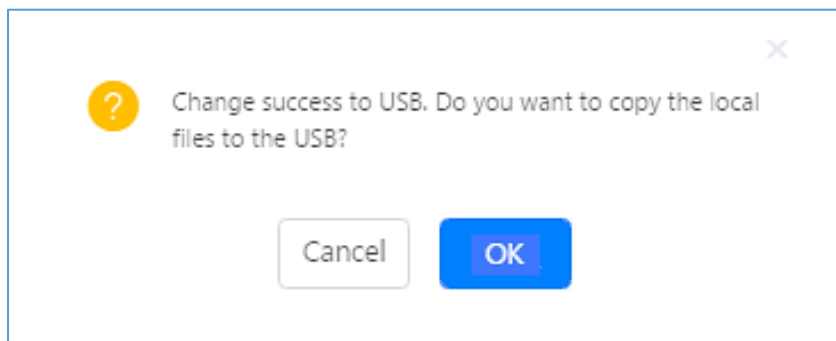 Change success to USB. Do you want to copy the local
files to the USB?
Cancel
OK